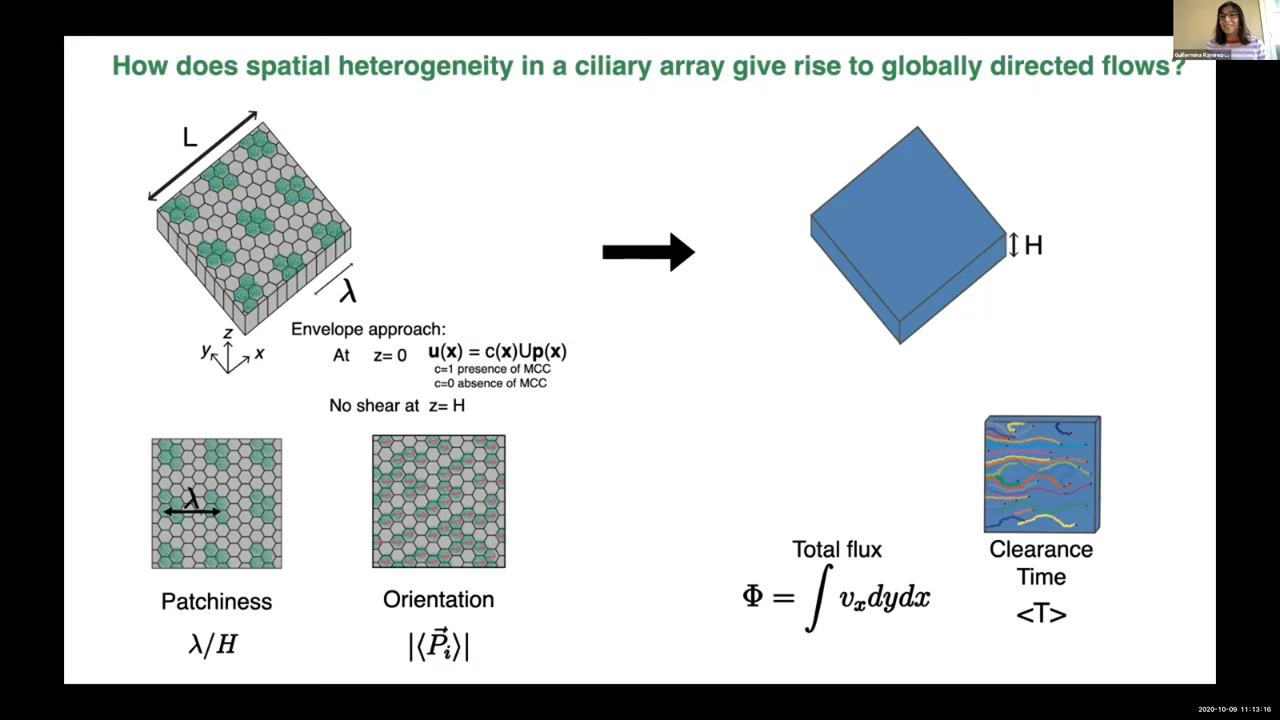 Guillermina Ramirez-...
How does spatial heterogeneity in a ciliary array give rise to globally directed flows?
L
H
λ
z
y
x
Envelope approach:
At z= 0 u(x) = c(x)Up(x)
c=1 presence of MCC
c=0 absence of MCC
No shear at z= H
λ
Patchiness
λ/H
Orientation
|⟨P⃗ᵢ⟩|
Total flux
Φ = ∫ vₓdydx
Clearance
Time
<T>
2020-10-09 11:13:16